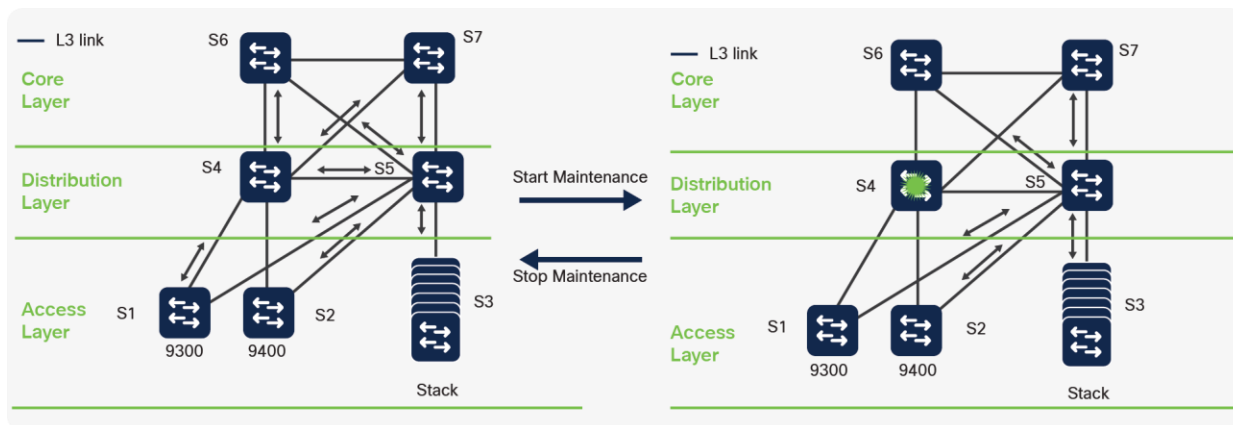 L3 link
S6
S7
Core
Layer
S4
S5
Distribution
Layer
Access
Layer
S1
S2
S3
9300
9400
Stack
Start Maintenance
Stop Maintenance
L3 link
S6
S7
Core
Layer
S4
S5
Distribution
Layer
Access
Layer
S1
S2
S3
9300
9400
Stack